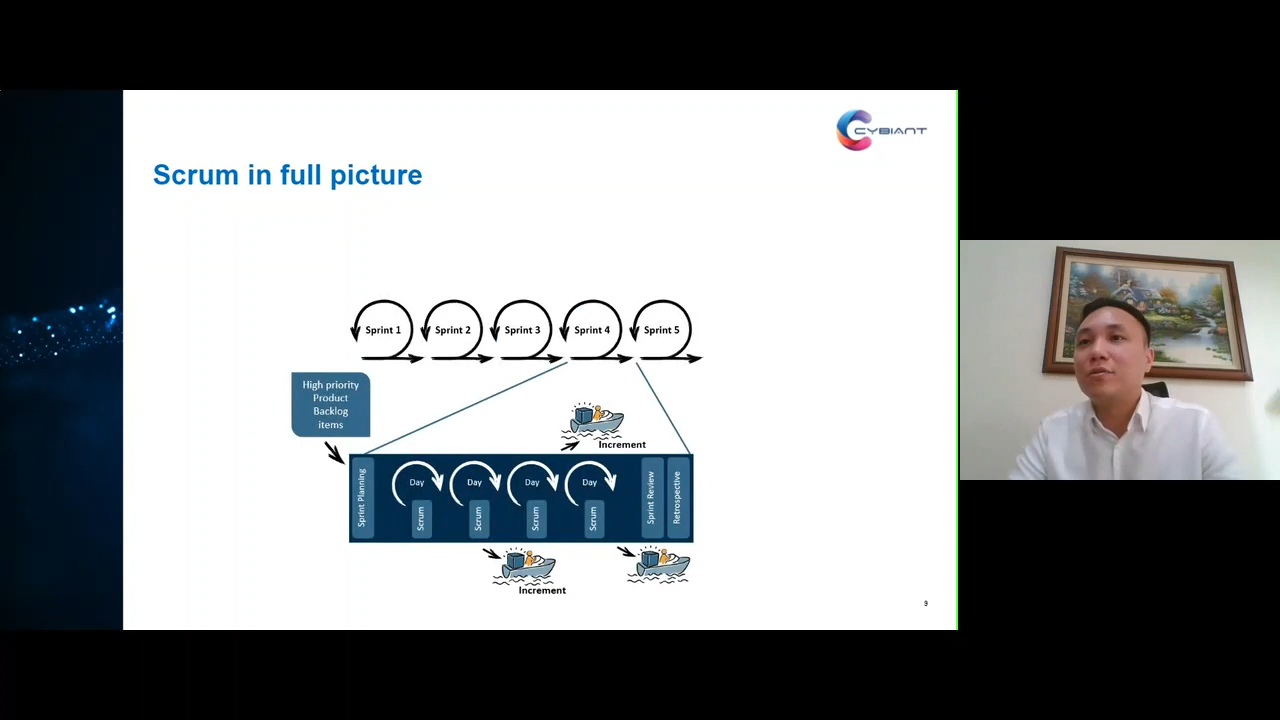 CYBIANT
Scrum in full picture
Sprint 1
Sprint 2
Sprint 3
Sprint 4
Sprint 5
High priority
Product
Backlog
items
Increment
Sprint Planning
Day
Day
Day
Day
Scrum
Scrum
Scrum
Scrum
Sprint Review
Retrospective
Increment
9